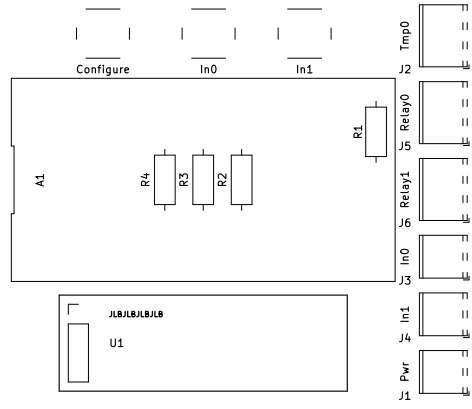 Configure
In0
In1
Tmp0
J2
Relay0
J5
Relay1
J6
In0
J3
In1
J4
Pwr
J1
R1
A1
R4
R3
R2
JLBJLBJLBJLB
U1